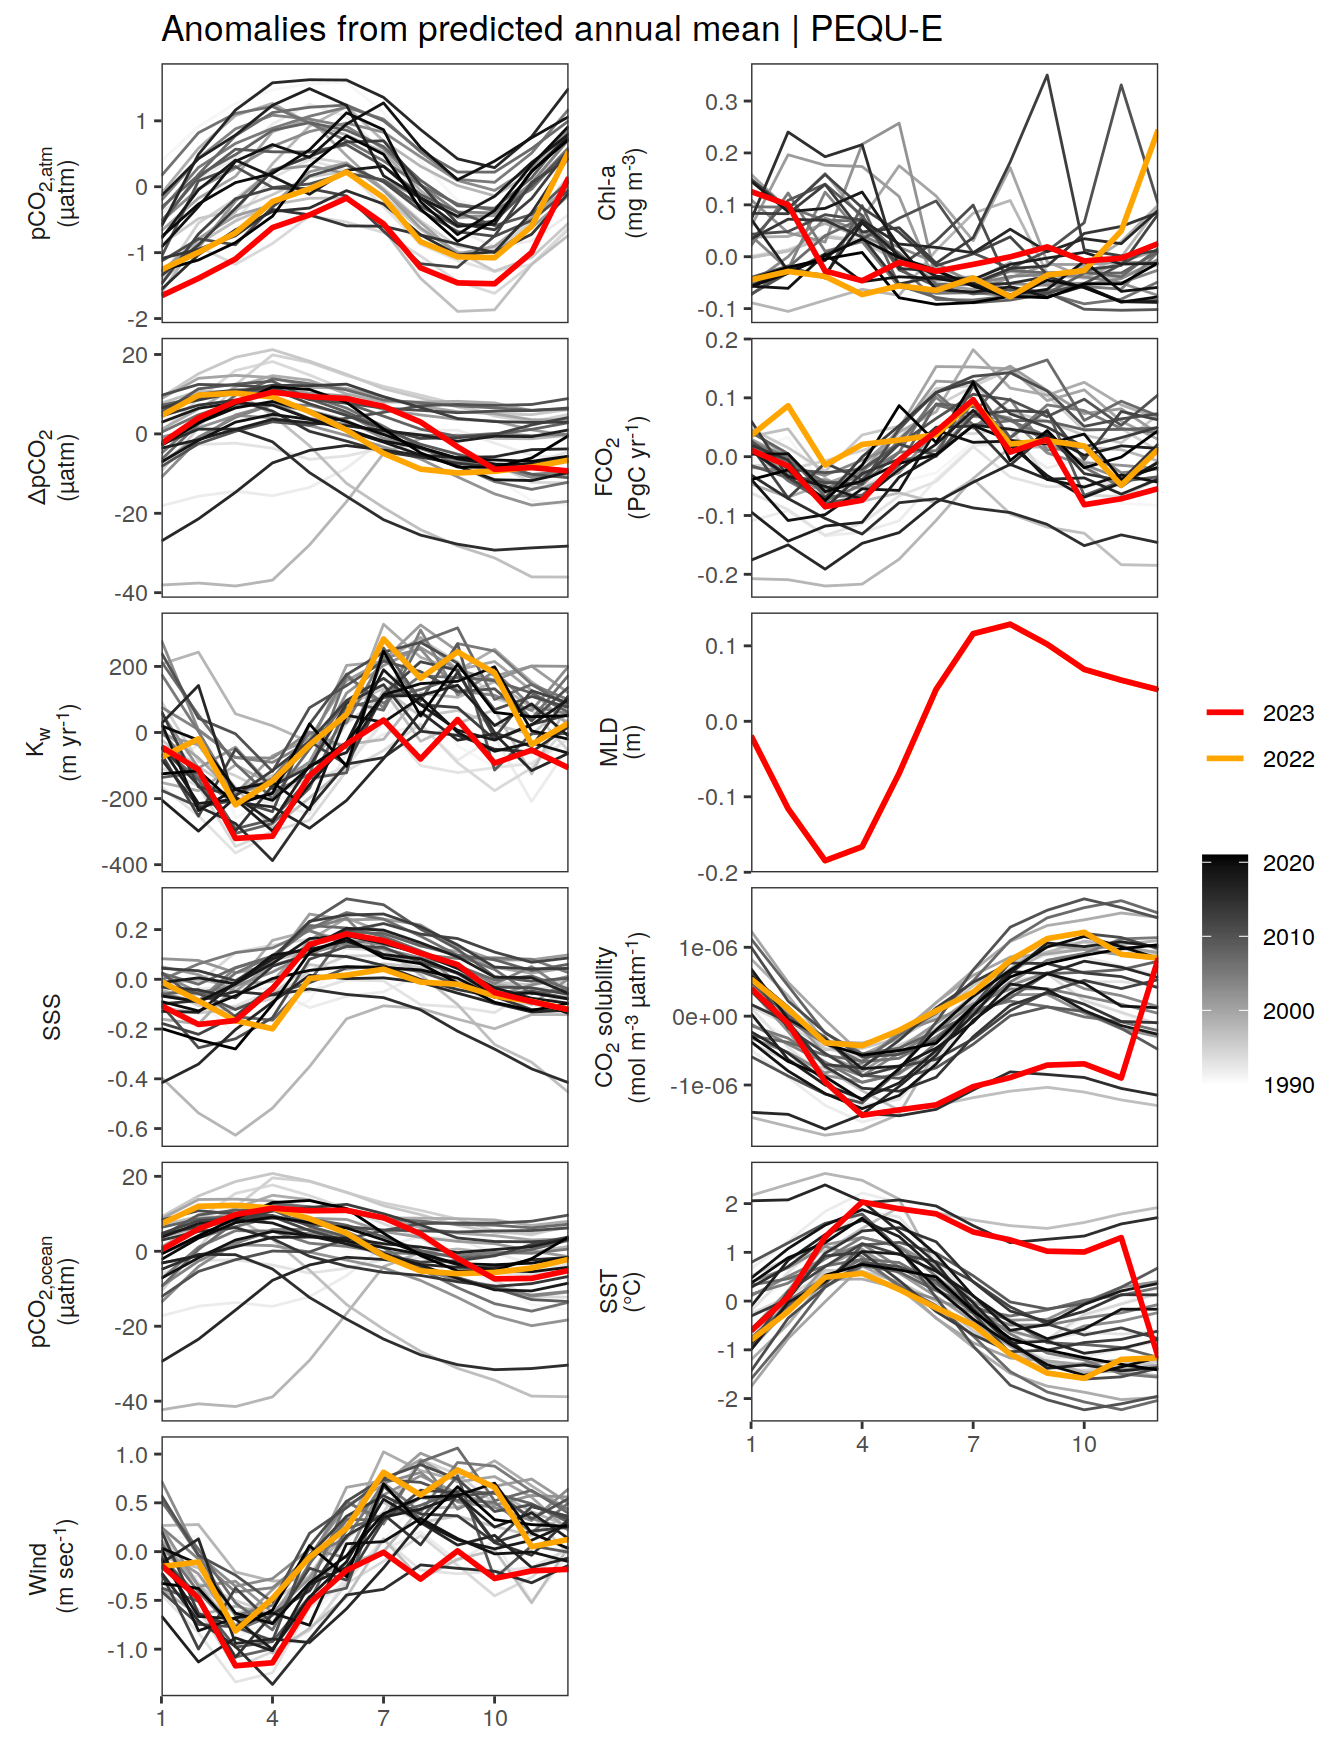 Anomalies from predicted annual mean | PEQU-E
pCO2,atm
(µatm)
1
0
-1
-2
Chl-a
(mg m-3)
0.3
0.2
0.1
0.0
-0.1
ΔpCO2
(µatm)
20
0
-20
-40
FCO2
(PgC yr-1)
0.2
0.1
0.0
-0.1
-0.2
Kw
(m yr-1)
200
0
-200
-400
MLD
(m)
0.1
0.0
-0.1
-0.2
2023
2022
SSS
0.2
0.0
-0.2
-0.4
-0.6
CO2 solubility
(mol m-3 µatm-1)
1e-06
0e+00
-1e-06
2020
2010
2000
1990
pCO2,ocean
(µatm)
20
0
-20
-40
SST
(°C)
2
1
0
-1
-2
1 4 7 10
Wind
(m sec-1)
1.0
0.5
0.0
-0.5
-1.0
1 4 7 10